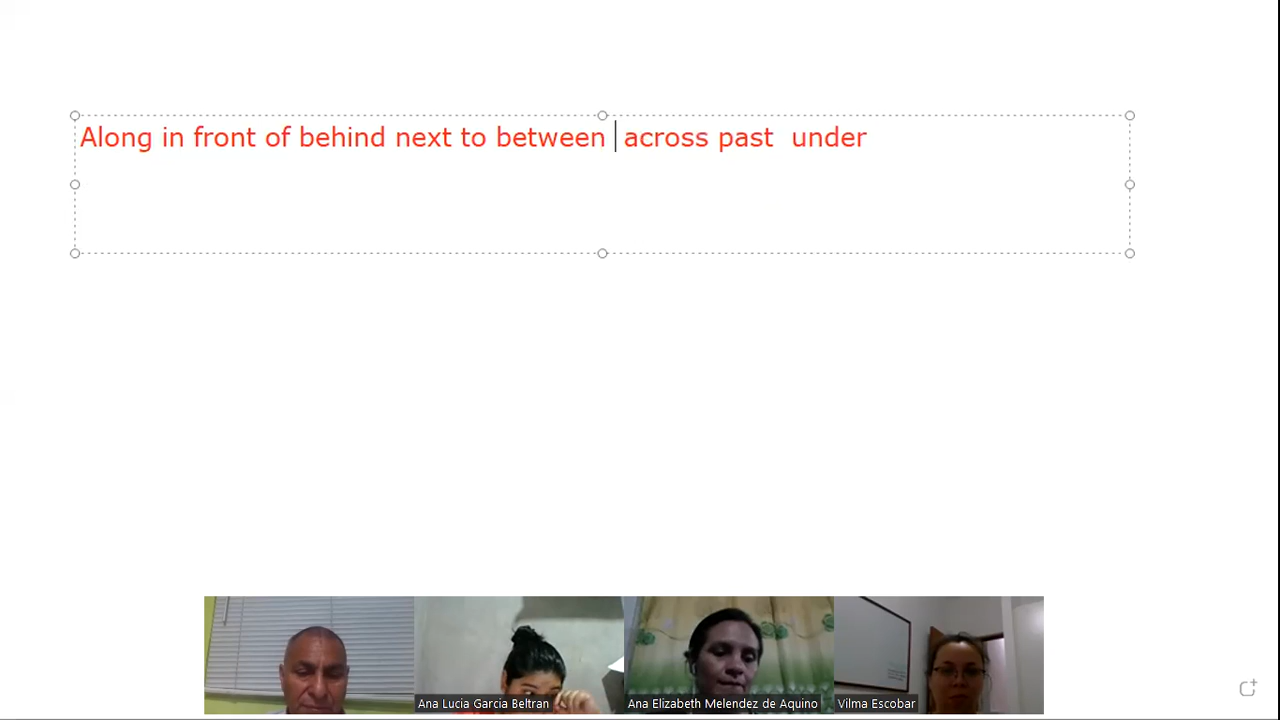 Along in front of behind next to between across past under
Ana Lucia Garcia Beltran
Ana Elizabeth Melendez de Aquino
Vilma Escobar